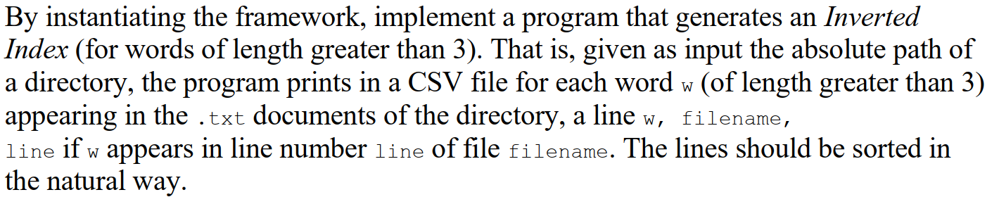 By instantiating the framework, implement a program that generates an Inverted
Index (for words of length greater than 3). That is, given as input the absolute path of
a directory, the program prints in a CSV file for each word w (of length greater than 3)
appearing in the .txt documents of the directory, a line w, filename,
line if w appears in line number line of file filename. The lines should be sorted in
the natural way.